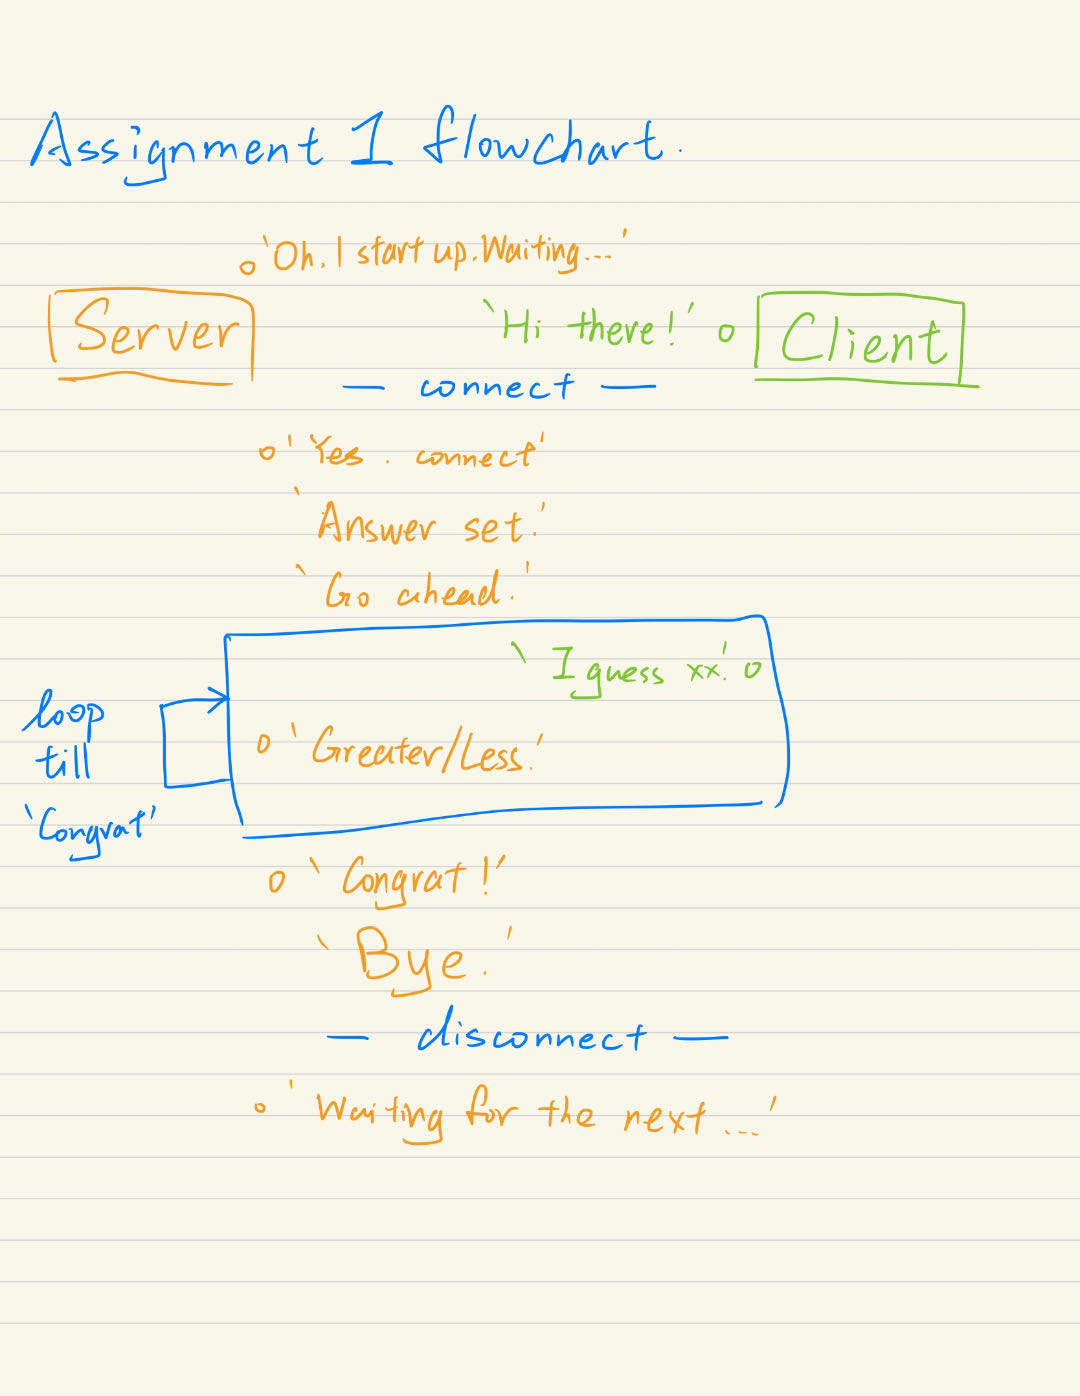 Assignment 1 flowchart.
'Oh. I start up. Waiting...'
Server
'Hi there!'
Client
— connect —
'Yes. connect'
'Answer set.'
'Go ahead.'
'I guess xx.'
loop
till
'Congrat'
'Greater/Less.'
'Congrat!'
'Bye.'
— disconnect —
'Waiting for the next...'